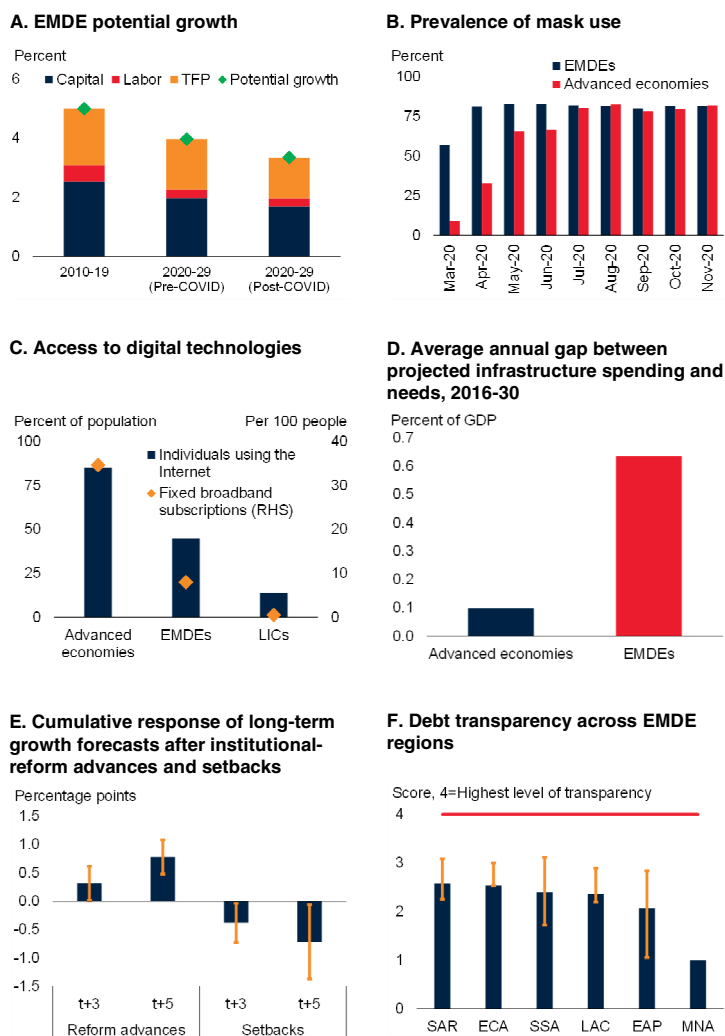 A. EMDE potential growth
Percent
6
4
2
0
Capital
Labor
TFP
Potential growth
2010-19
2020-29
(Pre-COVID)
2020-29
(Post-COVID)
B. Prevalence of mask use
Percent
100
75
50
25
0
EMDEs
Advanced economies
Mar-20
Apr-20
May-20
Jun-20
Jul-20
Aug-20
Sep-20
Oct-20
Nov-20
C. Access to digital technologies
Percent of population
Per 100 people
100
75
50
25
0
40
30
20
10
0
Individuals using the
Internet
Fixed broadband
subscriptions (RHS)
Advanced
economies
EMDEs
LICs
D. Average annual gap between
projected infrastructure spending and
needs, 2016-30
Percent of GDP
0.7
0.6
0.5
0.4
0.3
0.2
0.1
0.0
Advanced economies
EMDEs
E. Cumulative response of long-term
growth forecasts after institutional-
reform advances and setbacks
Percentage points
1.5
1.0
0.5
0.0
-0.5
-1.0
-1.5
t+3
t+5
t+3
t+5
Reform advances
Setbacks
F. Debt transparency across EMDE
regions
Score, 4=Highest level of transparency
4
3
2
1
0
SAR
ECA
SSA
LAC
EAP
MNA